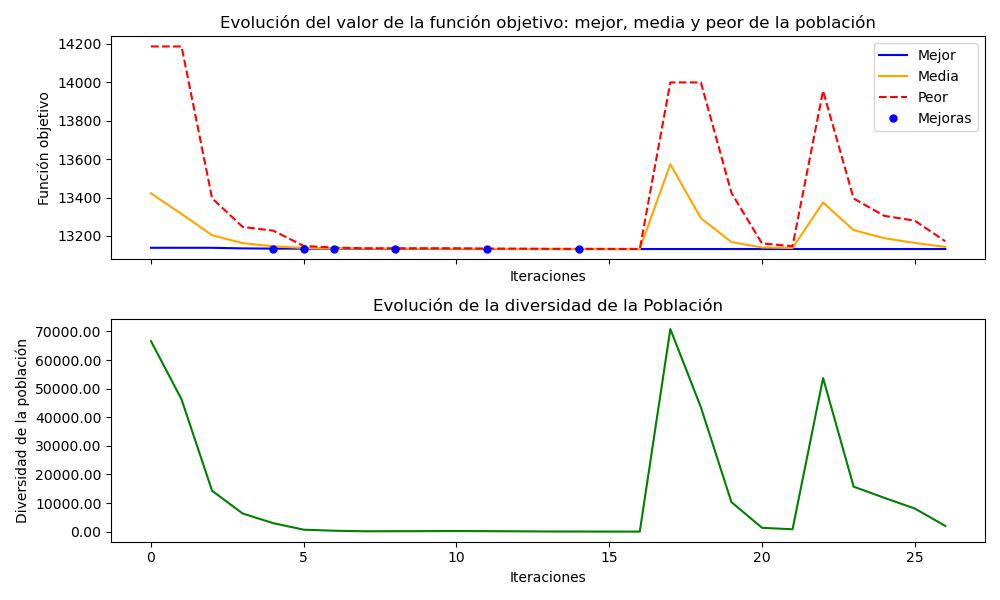 Evolución del valor de la función objetivo: mejor, media y peor de la población
Función objetivo
14200
14000
13800
13600
13400
13200
Mejor
Media
Peor
Mejoras
Iteraciones
Evolución de la diversidad de la Población
Diversidad de la población
70000.00
60000.00
50000.00
40000.00
30000.00
20000.00
10000.00
0.00
0 5 10 15 20 25
Iteraciones